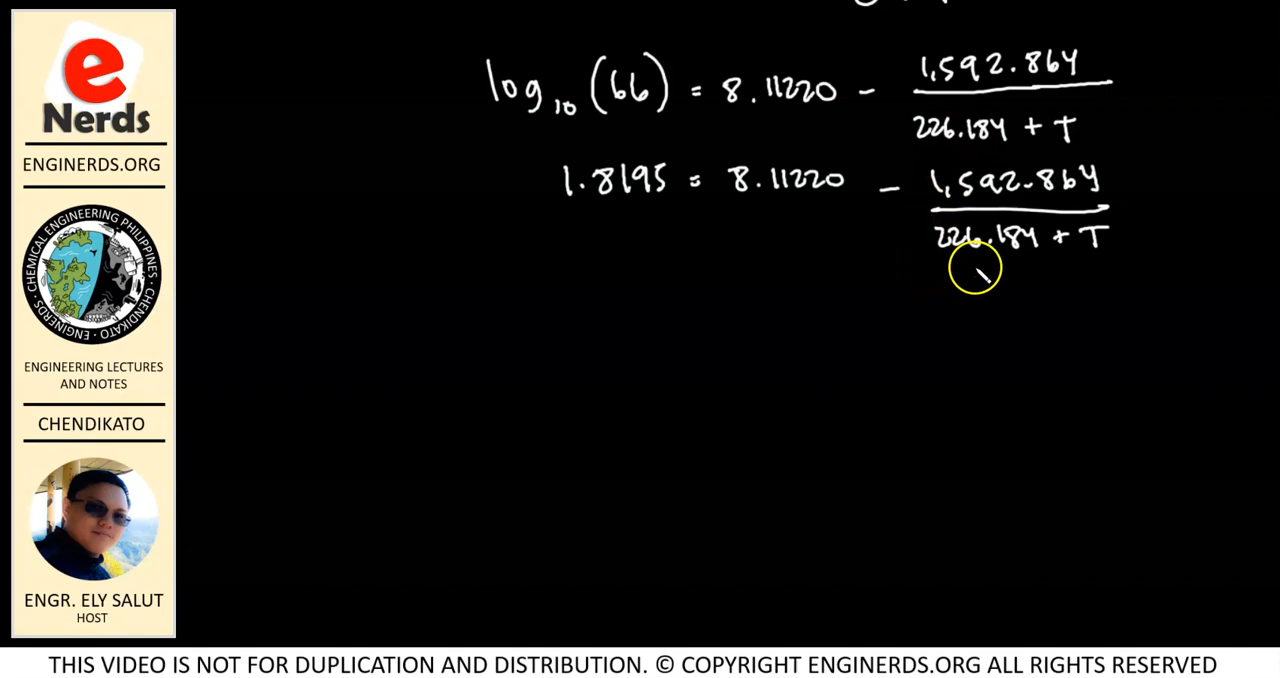 e
Nerds
ENGINERDS.ORG
CHEMICAL ENGINEERING PHILIPPINES
CHENDIKATO · ENGINERDS ·
ENGINEERING LECTURES
AND NOTES
CHENDIKATO
ENGR. ELY SALUT
HOST
log10 (66) = 8.11220 - 1,592.864 / 226.184 + T
1.8195 = 8.11220 - 1,592.864 / 226.184 + T
THIS VIDEO IS NOT FOR DUPLICATION AND DISTRIBUTION. © COPYRIGHT ENGINERDS.ORG ALL RIGHTS RESERVED